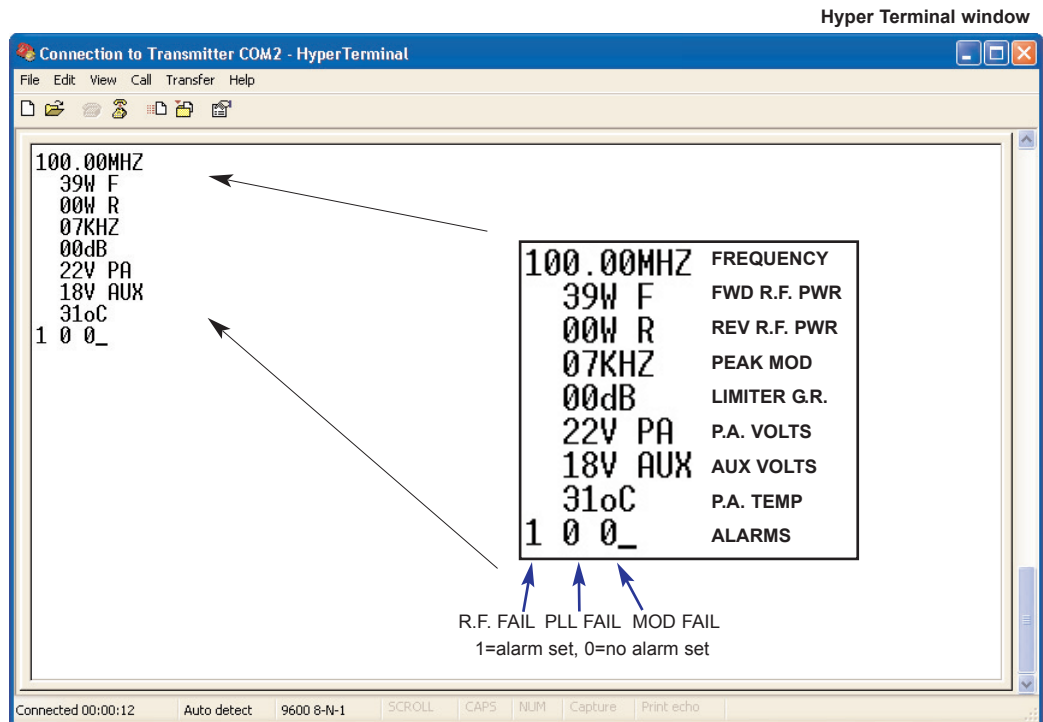 Hyper Terminal window
Connection to Transmitter COM2 - HyperTerminal
File Edit View Call Transfer Help
100.00MHZ
39W F
00W R
07KHZ
00dB
22V PA
18V AUX
31oC
1 0 0_
100.00MHZ FREQUENCY
39W F FWD R.F. PWR
00W R REV R.F. PWR
07KHZ PEAK MOD
00dB LIMITER G.R.
22V PA P.A. VOLTS
18V AUX AUX VOLTS
31oC P.A. TEMP
1 0 0_ ALARMS
R.F. FAIL PLL FAIL MOD FAIL
1=alarm set, 0=no alarm set
Connected 00:00:12 Auto detect 9600 8-N-1 SCROLL CAPS NUM Capture Print echo